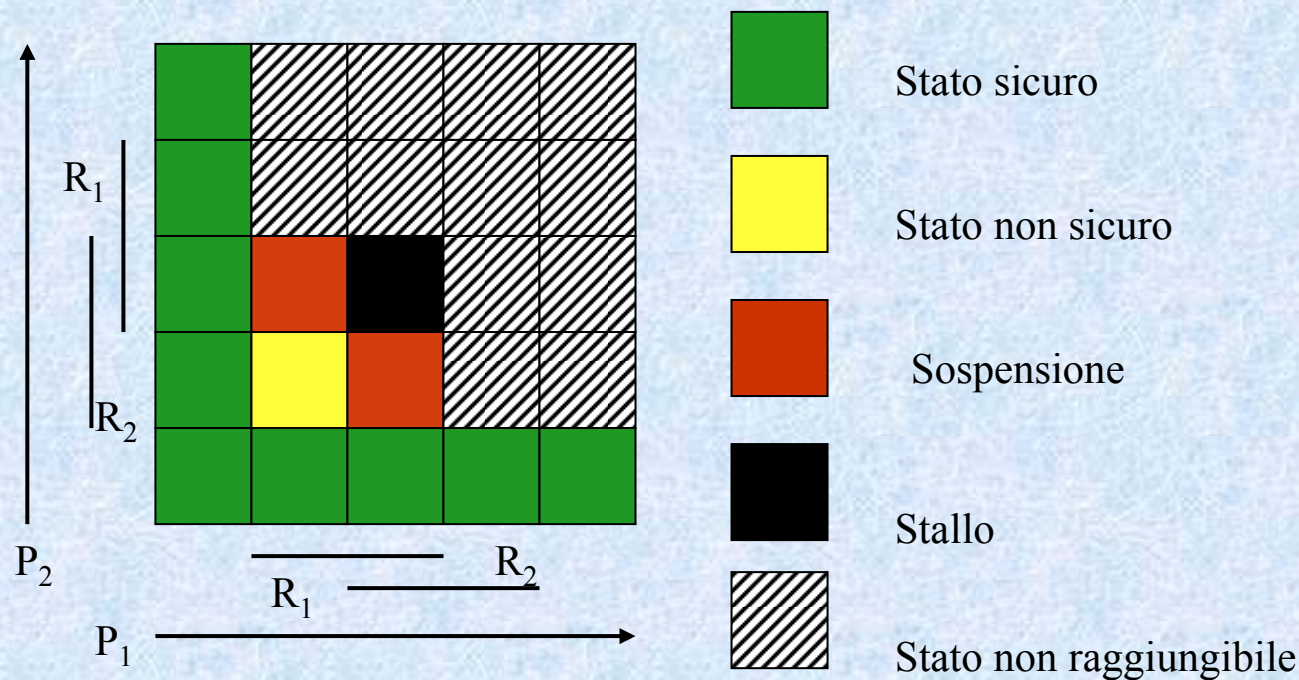 Stato sicuro
R₁
Stato non sicuro
Sospensione
R₂
Stallo
P₂
R₂
R₁
P₁
Stato non raggiungibile